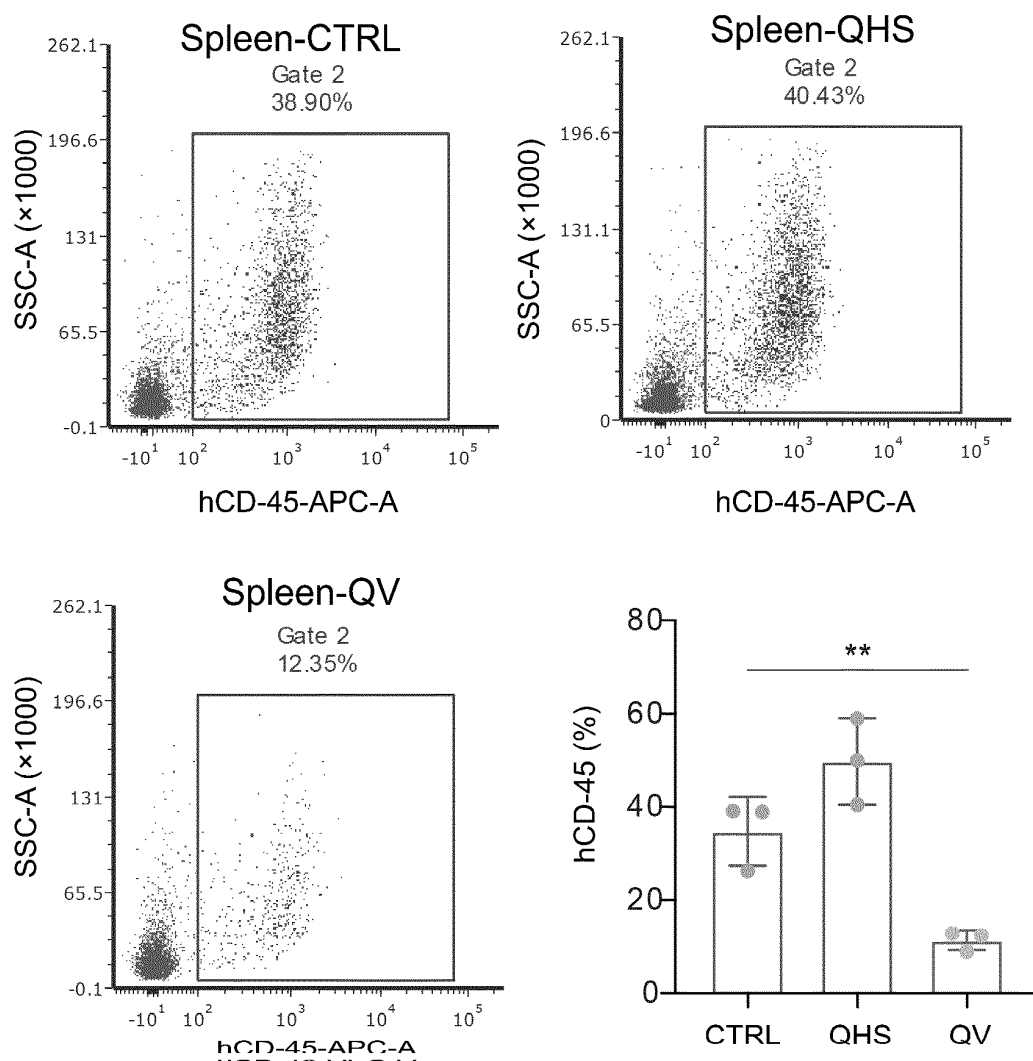 Spleen-CTRL
Gate 2
38.90%
262.1
196.6
131
65.5
-0.1
SSC-A (×1000)
-10¹ 10² 10³ 10⁴ 10⁵
hCD-45-APC-A
Spleen-QHS
Gate 2
40.43%
262.1
196.6
131.1
65.5
0
SSC-A (×1000)
-10¹ 10² 10³ 10⁴ 10⁵
hCD-45-APC-A
Spleen-QV
Gate 2
12.35%
262.1
196.6
131
65.5
-0.1
SSC-A (×1000)
-10¹ 10² 10³ 10⁴ 10⁵
hCD-45-APC-A
80
60
40
20
0
hCD-45 (%)
**
CTRL QHS QV